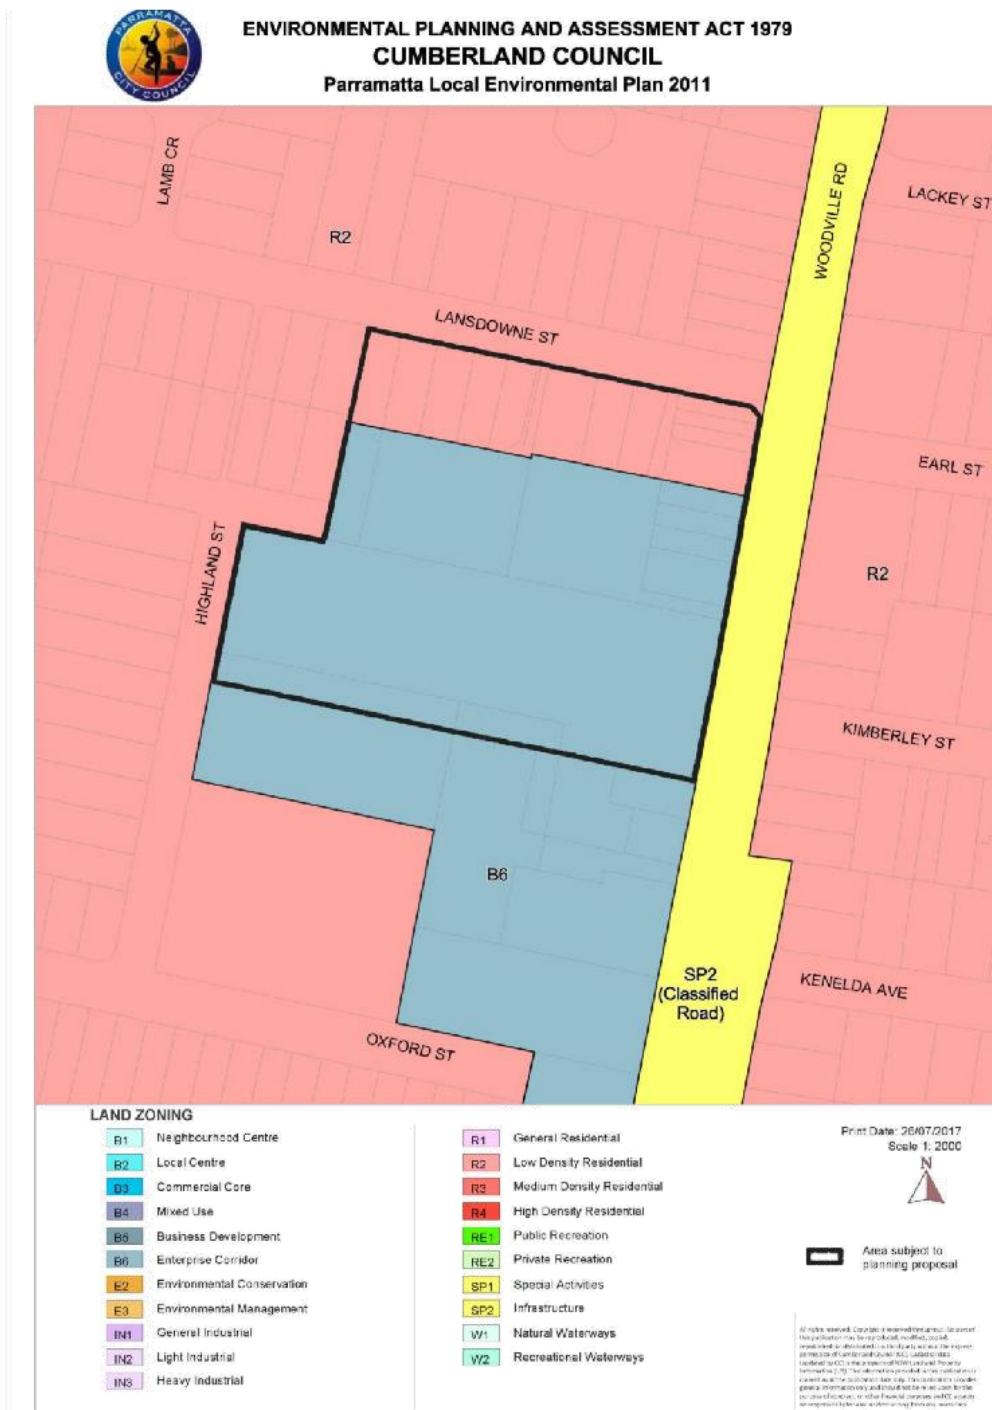 PARRAMATTA
CITY COUNCIL
ENVIRONMENTAL PLANNING AND ASSESSMENT ACT 1979
CUMBERLAND COUNCIL
Parramatta Local Environmental Plan 2011
LAMB CR
R2
WOODVILLE RD
LACKEY ST
LANSDOWNE ST
EARL ST
HIGHLAND ST
R2
KIMBERLEY ST
B6
SP2
(Classified
Road)
KENELDA AVE
OXFORD ST
LAND ZONING
B1 Neighbourhood Centre
B2 Local Centre
B3 Commercial Core
B4 Mixed Use
B5 Business Development
B6 Enterprise Corridor
E2 Environmental Conservation
E3 Environmental Management
IN1 General Industrial
IN2 Light Industrial
IN3 Heavy Industrial
R1 General Residential
R2 Low Density Residential
R3 Medium Density Residential
R4 High Density Residential
RE1 Public Recreation
RE2 Private Recreation
SP1 Special Activities
SP2 Infrastructure
W1 Natural Waterways
W2 Recreational Waterways
Print Date: 26/07/2017
Scale 1: 2000
N
Area subject to
planning proposal